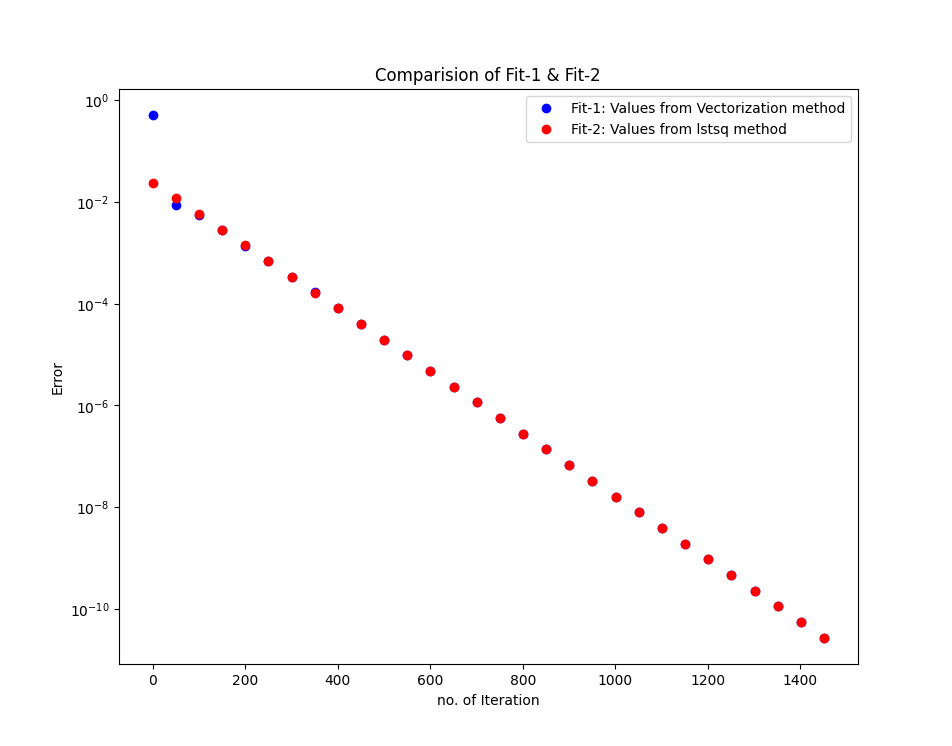 Comparision of Fit-1 & Fit-2
Fit-1: Values from Vectorization method
Fit-2: Values from lstsq method
10⁰
10⁻²
10⁻⁴
10⁻⁶
10⁻⁸
10⁻¹⁰
Error
0 200 400 600 800 1000 1200 1400
no. of Iteration